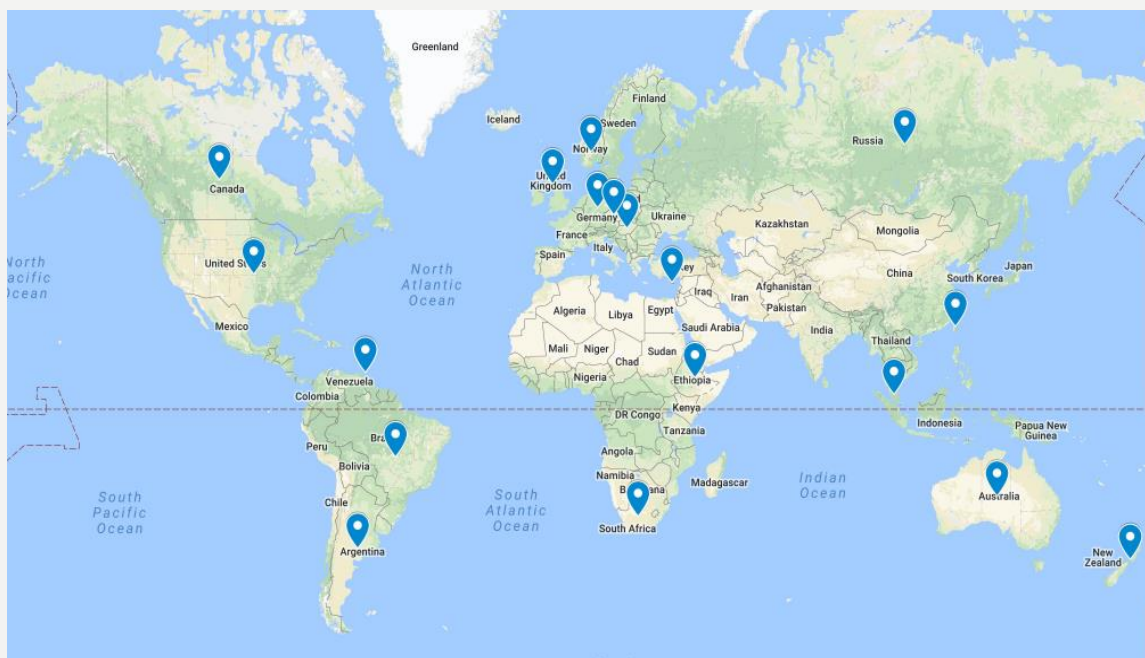 Greenland
Iceland
Finland
Sweden
Norway
Russia
Canada
United
Kingdom
Germany
Ukraine
France
Kazakhstan
Mongolia
Italy
Spain
United States
North
Pacific
Ocean
North
Atlantic
Ocean
Japan
South Korea
China
Afghanistan
Iraq
Iran
Pakistan
Algeria
Libya
Egypt
Saudi Arabia
India
Mexico
Mali
Niger
Chad
Sudan
Thailand
Venezuela
Nigeria
Ethiopia
Colombia
DR Congo
Kenya
Indonesia
Papua New
Guinea
Tanzania
Peru
Bolivia
Angola
Namibia
Madagascar
Indian
Ocean
South
Pacific
Ocean
South
Atlantic
Ocean
Chile
South Africa
Australia
Argentina
New
Zealand